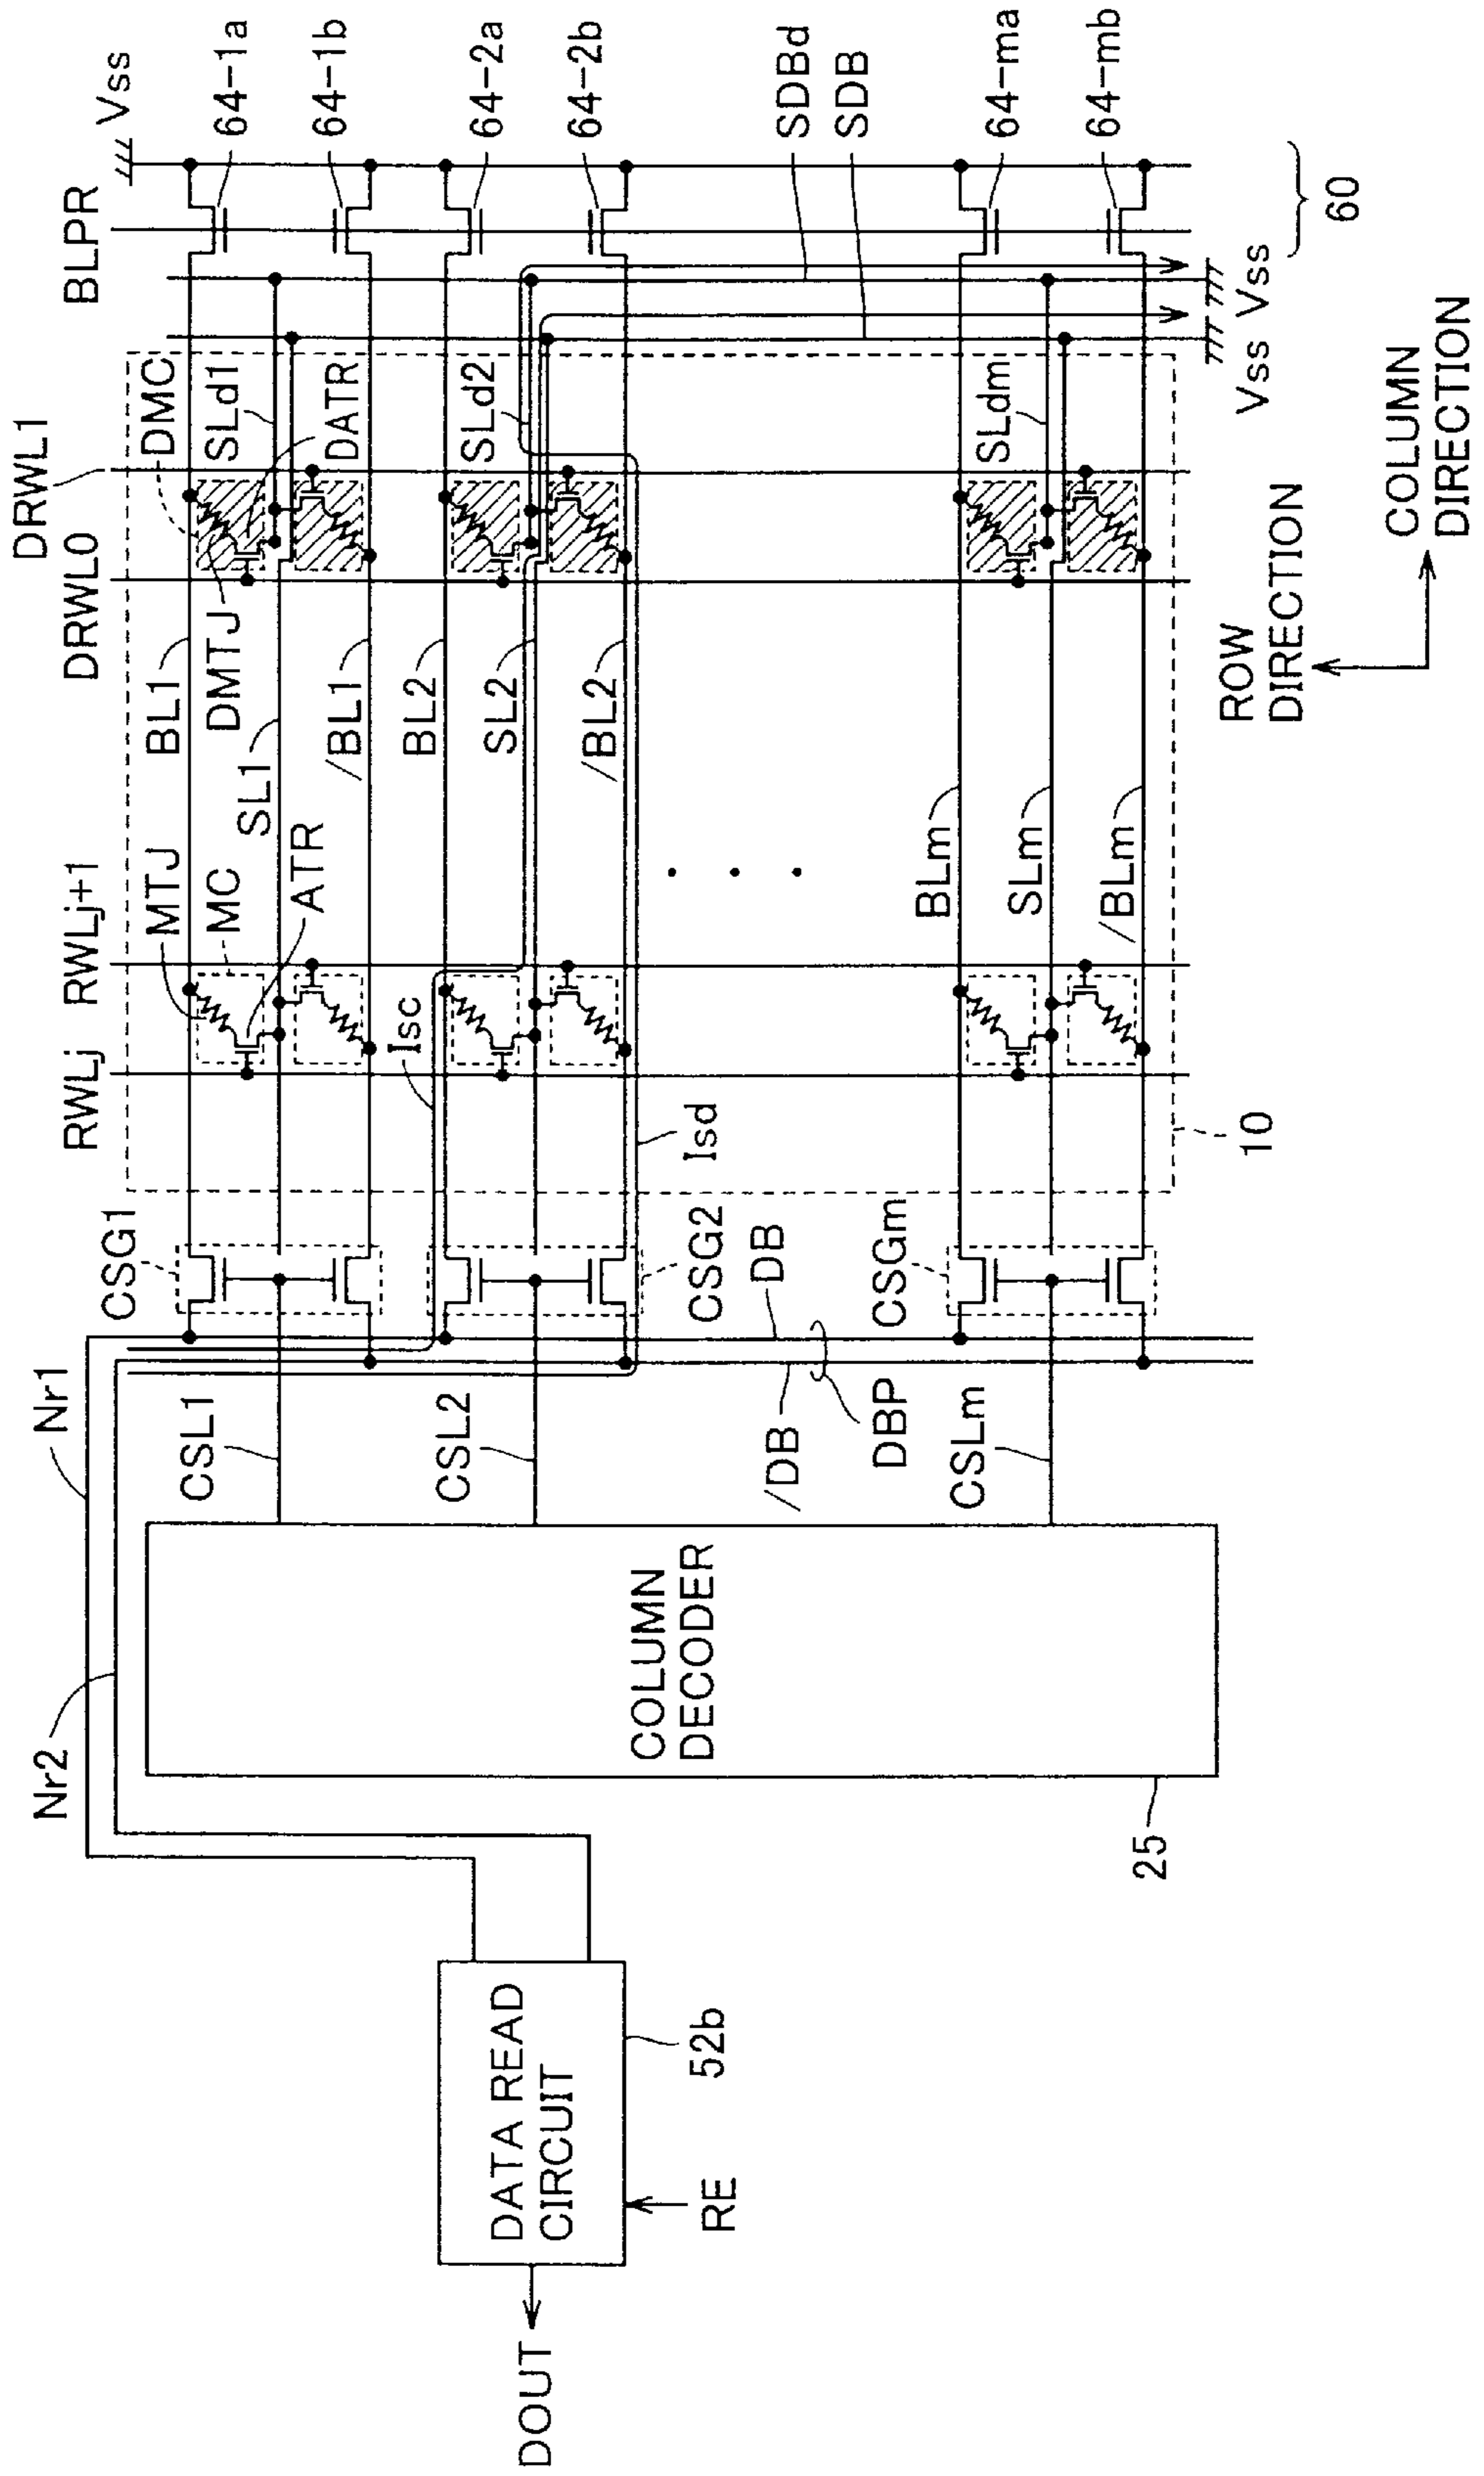 DRWL1
DRWL0
RWLj
RWLj+1
BLPR
Vss
64-1a
64-1b
64-2a
64-2b
SDBd
SDB
64-ma
64-mb
60
Vss
Vss
DMC
SLd1
DATR
DMTJ
BL1
SL1
/BL1
MTJ
MC
ATR
SLd2
BL2
SL2
/BL2
Isc
Isd
SLdm
BLm
SLm
/BLm
10
CSG1
CSG2
CSGm
DB
/DB
DBP
Nr1
Nr2
CSL1
CSL2
CSLm
COLUMN
DECODER
25
DATA READ
CIRCUIT
52b
RE
DOUT
ROW
DIRECTION
COLUMN
DIRECTION